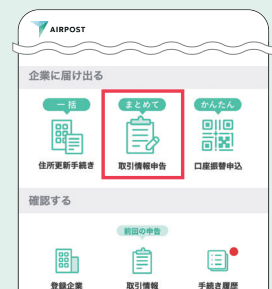 AIRPOST
企業に届け出る
一括 まとめて かんたん
住所更新手続き 取引情報申告 口座振替申込
確認する
前回の申告
登録企業 取引情報 手続き履歴